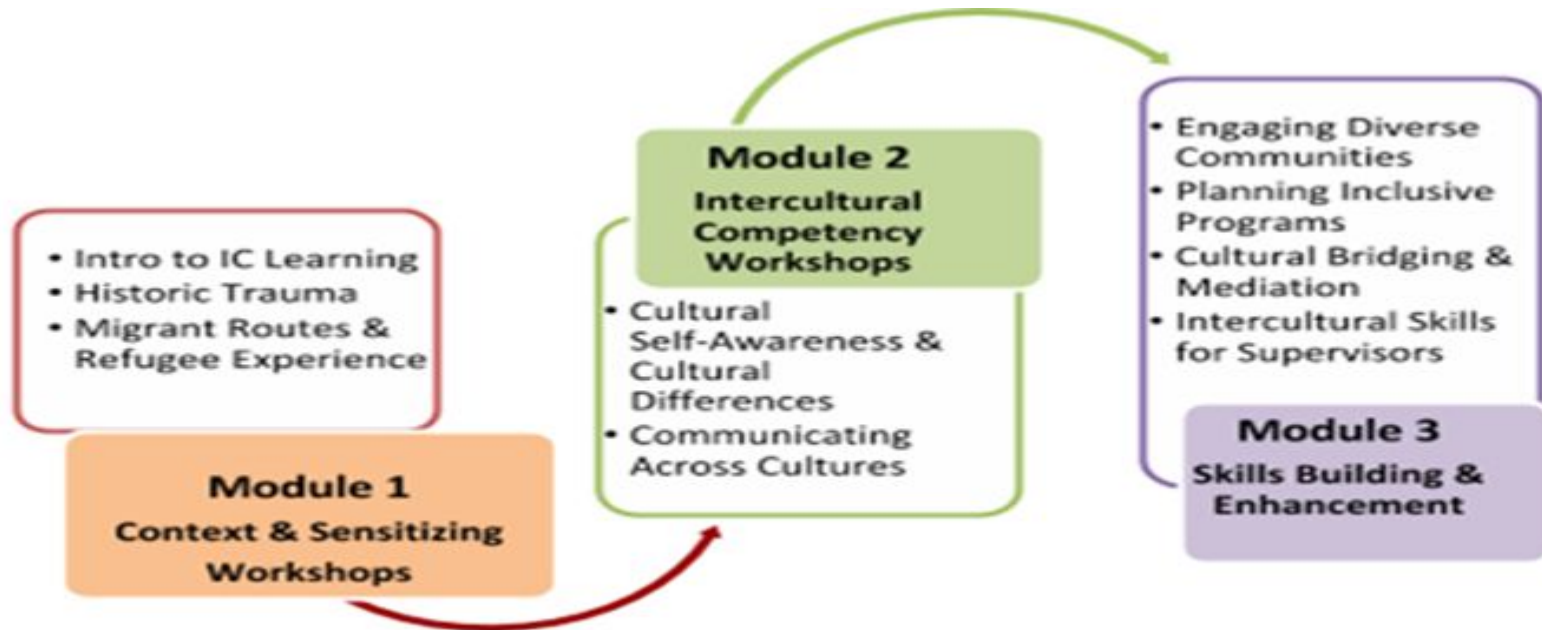 • Intro to IC Learning
• Historic Trauma
• Migrant Routes &
Refugee Experience
Module 1
Context & Sensitizing
Workshops
Module 2
Intercultural
Competency
Workshops
• Cultural
Self-Awareness &
Cultural
Differences
• Communicating
Across Cultures
• Engaging Diverse
Communities
• Planning Inclusive
Programs
• Cultural Bridging &
Mediation
• Intercultural Skills
for Supervisors
Module 3
Skills Building &
Enhancement